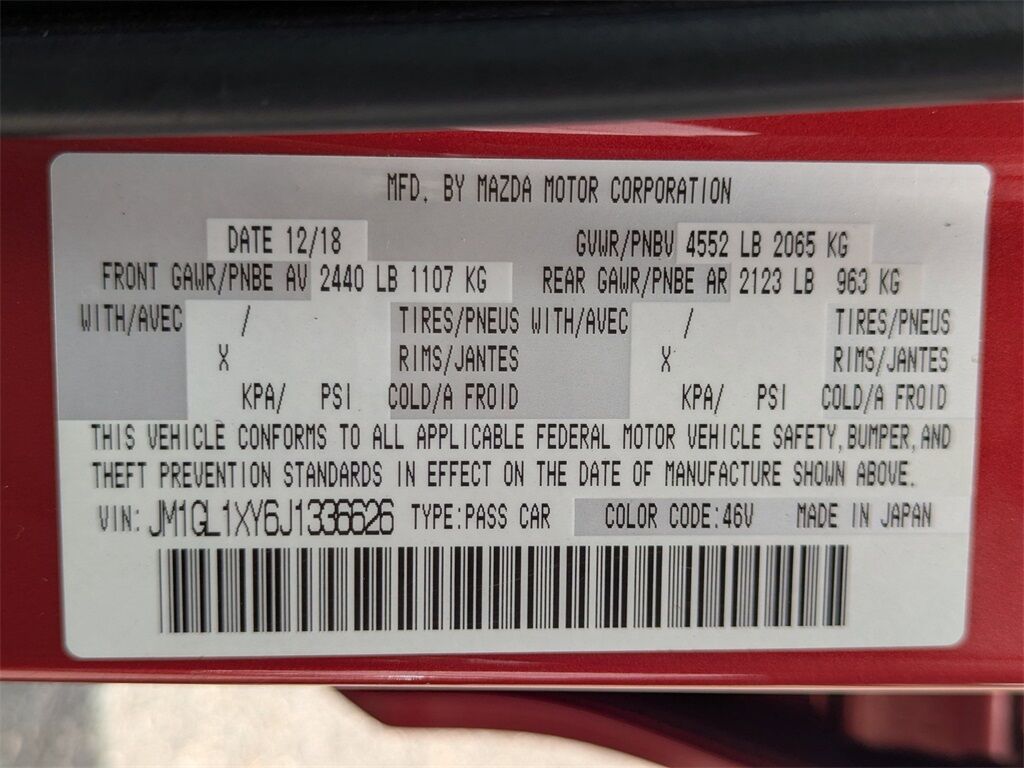 MFD. BY MAZDA MOTOR CORPORATION
DATE 12/18 GVWR/PNBV 4552 LB 2065 KG
FRONT GAWR/PNBE AV 2440 LB 1107 KG REAR GAWR/PNBE AR 2123 LB 963 KG
WITH/AVEC / TIRES/PNEUS WITH/AVEC / TIRES/PNEUS
X RIMS/JANTES X RIMS/JANTES
KPA/ PSI COLD/A FROID KPA/ PSI COLD/A FROID
THIS VEHICLE CONFORMS TO ALL APPLICABLE FEDERAL MOTOR VEHICLE SAFETY, BUMPER, AND
THEFT PREVENTION STANDARDS IN EFFECT ON THE DATE OF MANUFACTURE SHOWN ABOVE.
VIN: JM1GL1XY6J1336626 TYPE:PASS CAR COLOR CODE:46V MADE IN JAPAN